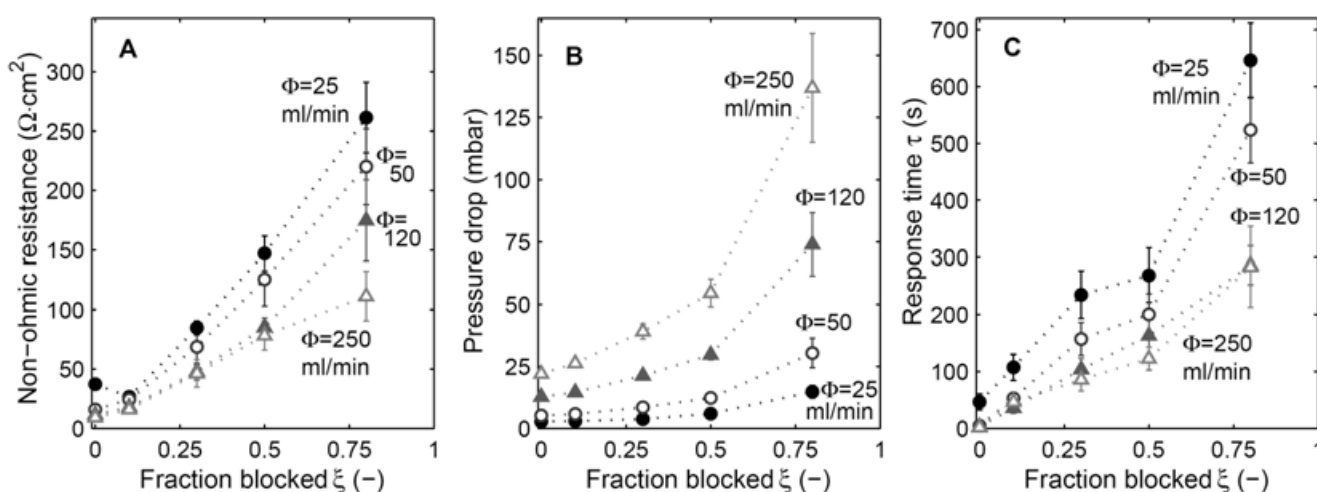 A
Non−ohmic resistance (Ω·cm²)
300
250
200
150
100
50
0
Φ=25
ml/min
Φ=
50
Φ=
120
Φ=250
ml/min
0
0.25
0.5
0.75
1
Fraction blocked ξ (−)
B
Pressure drop (mbar)
150
125
100
75
50
25
0
Φ=250
ml/min
Φ=120
Φ=50
Φ=25
ml/min
0
0.25
0.5
0.75
1
Fraction blocked ξ (−)
C
Response time τ (s)
700
600
500
400
300
200
100
0
Φ=25
ml/min
Φ=50
Φ=120
Φ=250
ml/min
0
0.25
0.5
0.75
1
Fraction blocked ξ (−)